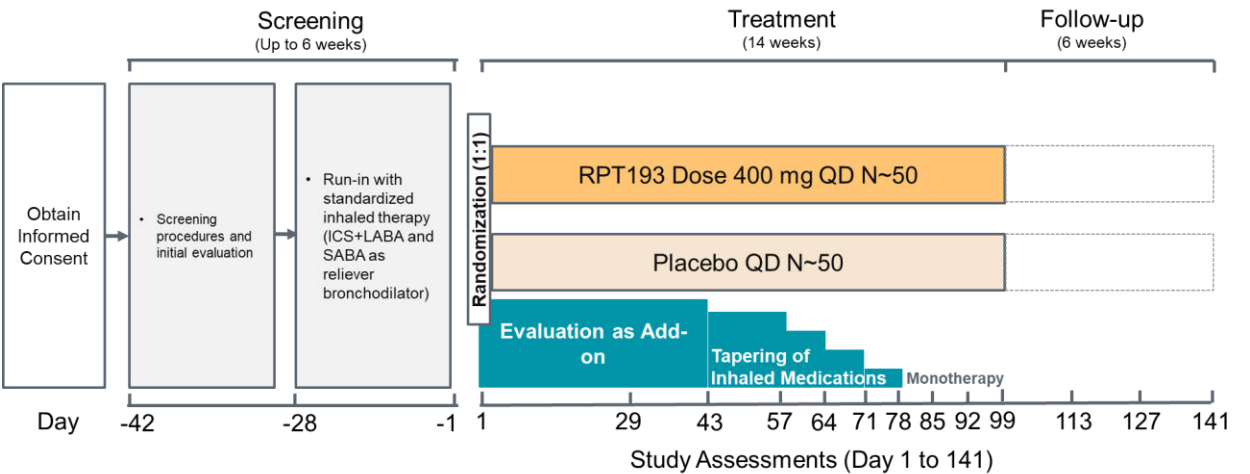 Screening
(Up to 6 weeks)
Treatment
(14 weeks)
Follow-up
(6 weeks)
Obtain
Informed
Consent
• Screening
procedures and
initial evaluation
• Run-in with
standardized
inhaled therapy
(ICS+LABA and
SABA as
reliever
bronchodilator)
Randomization (1:1)
RPT193 Dose 400 mg QD N~50
Placebo QD N~50
Evaluation as Add-
on
Tapering of
Inhaled Medications
Monotherapy
Day -42 -28 -1 1 29 43 57 64 71 78 85 92 99 113 127 141
Study Assessments (Day 1 to 141)